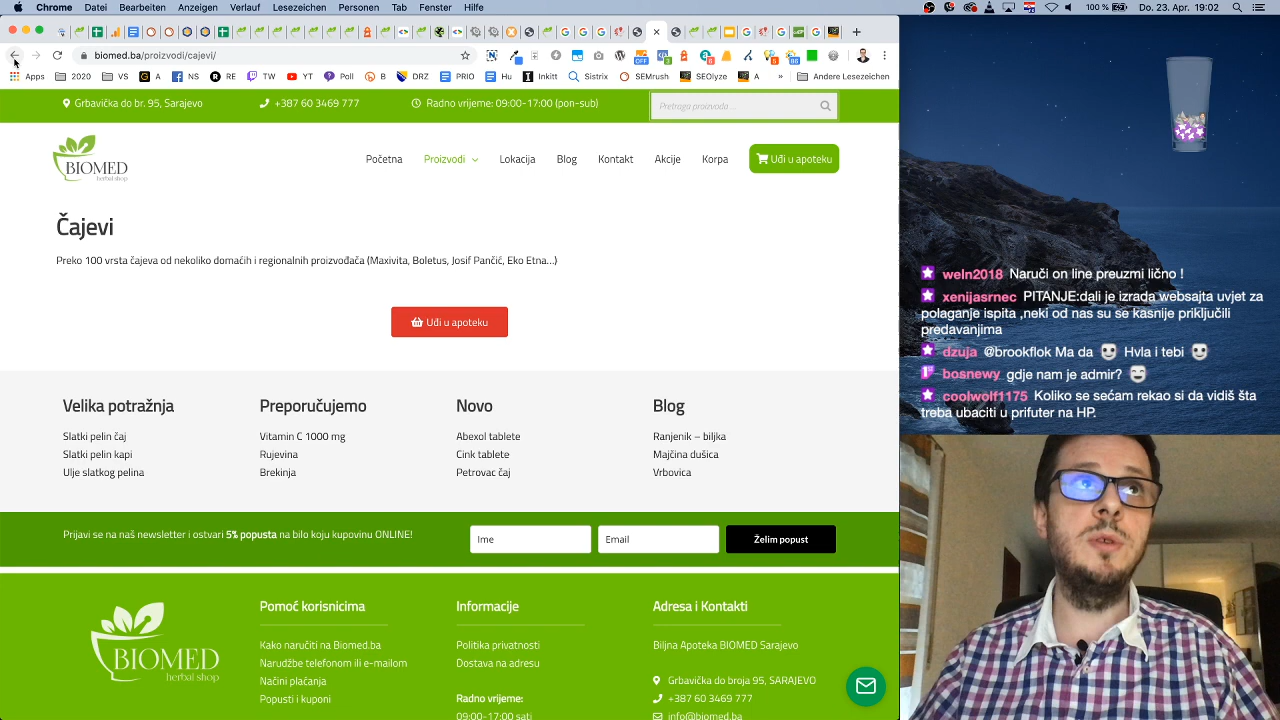 Chrome Datei Bearbeiten Anzeigen Verlauf Lesezeichen Personen Tab Fenster Hilfe
Do. 2. Apr. 19:02
biomed.ba/proizvodi/cajevi/
Apps 2020 VS A FS RE TW YT Poll B DRZ PRIO Hu Inkitt Sistrix SEMrush SEOlyze A » Andere Lesezeichen
Grbavička do br. 95, Sarajevo +387 60 3469 777 Radno vrijeme: 09:00-17:00 (pon-sub) Pretraga proizvoda …
BIOMED
herbal shop
Početna Proizvodi Lokacija Blog Kontakt Akcije Korpa Uđi u apoteku
Čajevi
Preko 100 vrsta čajeva od nekoliko domaćih i regionalnih proizvođača (Maxivita, Boletus, Josif Pančić, Eko Etna…)
Uđi u apoteku
Velika potražnja Preporučujemo Novo Blog
Slatki pelin čaj Vitamin C 1000 mg Abexol tablete Ranjenik – biljka
Slatki pelin kapi Rujevina Cink tablete Majčina dušica
Ulje slatkog pelina Brekinja Petrovac čaj Vrbovica
Prijavi se na naš newsletter i ostvari 5% popusta na bilo koju kupovinu ONLINE! Ime Email Želim popust
BIOMED
herbal shop
Pomoć korisnicima Informacije Adresa i Kontakti
Kako naručiti na Biomed.ba Politika privatnosti Biljna Apoteka BIOMED Sarajevo
Narudžbe telefonom ili e-mailom Dostava na adresu
Načini plaćanja Grbavička do broja 95, SARAJEVO
Popusti i kuponi Radno vrijeme: +387 60 3469 777
09:00-17:00 sati info@biomed.ba
weln2018 Naruči on line preuzmi lično !
xenijasrnec PITANJE:dali je izrada websajta uvjet za
polaganje ispita ,neki od nas su se kasnije priključili
predavanjima
dzuja @brookflok Ma da Hvla i tebi
bosnewy gdje nam je admir?
coolwolf1175 Koliko se sećam rekao si da vidiš šta
treba ubaciti u prifuter na HP.